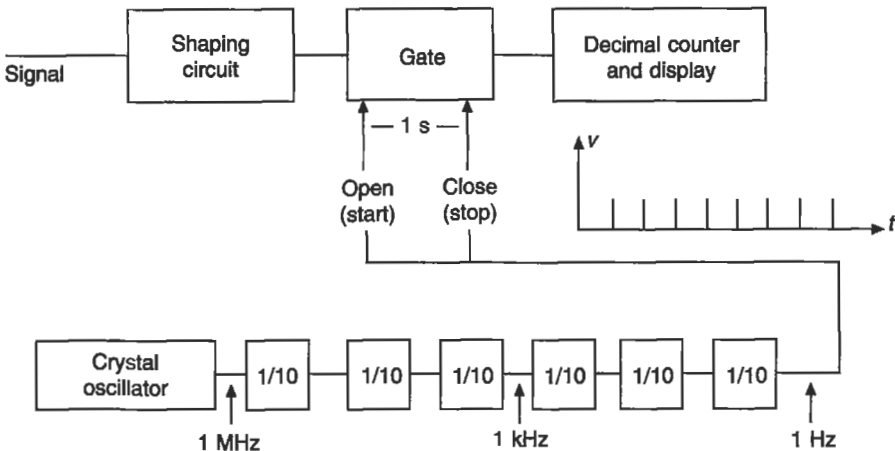 Signal
Shaping
circuit
Gate
Decimal counter
and display
— 1 s —
Open
(start)
Close
(stop)
v
t
Crystal
oscillator
1/10
1/10
1/10
1/10
1/10
1/10
1 MHz
1 kHz
1 Hz